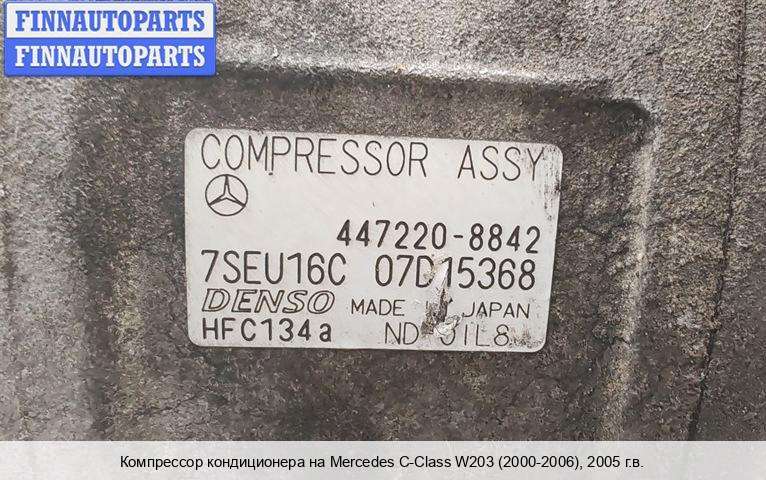 FINNAUTOPARTS
FINNAUTOPARTS
COMPRESSOR ASSY
447220-8842
7SEU16C 07D15368
DENSO MADE JAPAN
HFC134a ND
Компрессор кондиционера на Mercedes C-Class W203 (2000-2006), 2005 г.в.